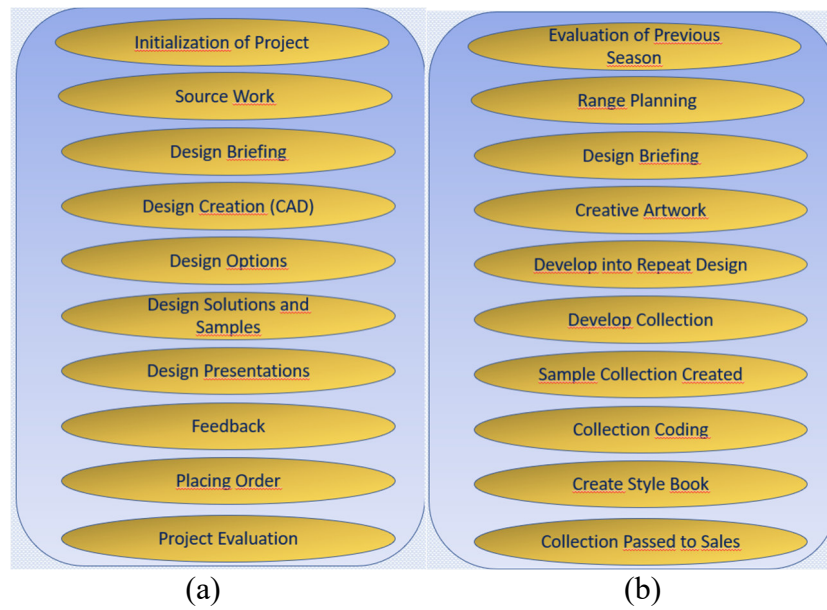 Initialization of Project
Source Work
Design Briefing
Design Creation (CAD)
Design Options
Design Solutions and
Samples
Design Presentations
Feedback
Placing Order
Project Evaluation
(a)
Evaluation of Previous
Season
Range Planning
Design Briefing
Creative Artwork
Develop into Repeat Design
Develop Collection
Sample Collection Created
Collection Coding
Create Style Book
Collection Passed to Sales
(b)